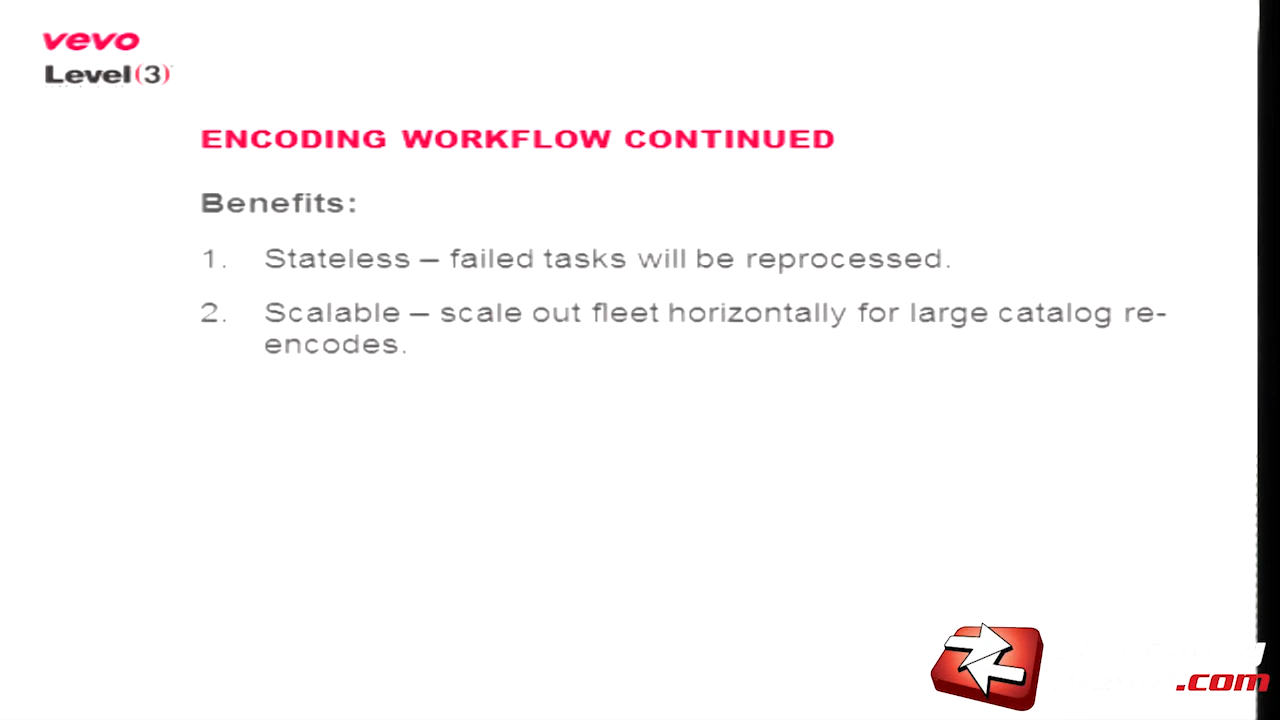 vevo
Level(3)
ENCODING WORKFLOW CONTINUED
Benefits:
1. Stateless – failed tasks will be reprocessed.
2. Scalable – scale out fleet horizontally for large catalog re-
encodes.
.com